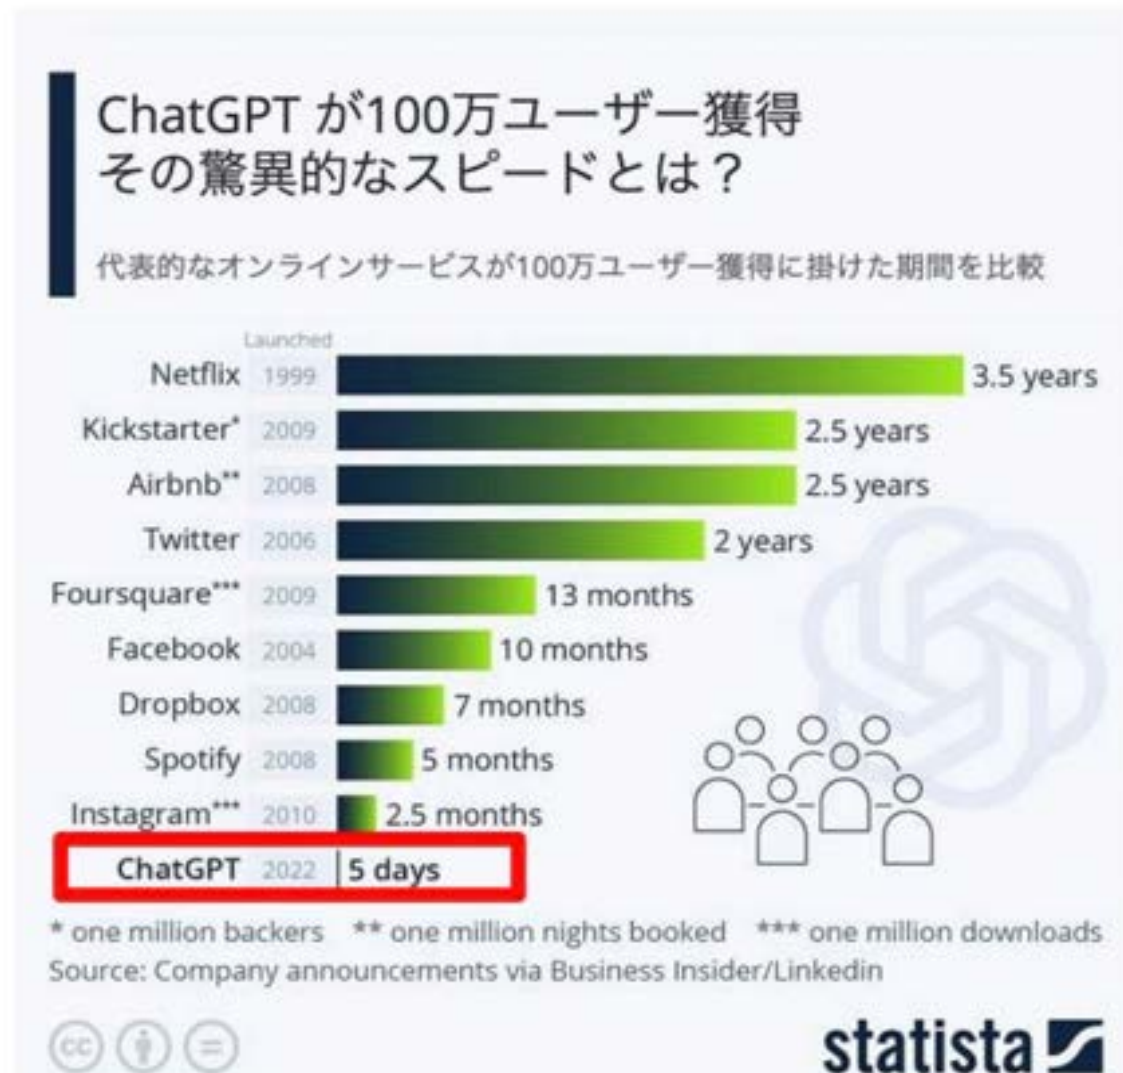 ChatGPT が100万ユーザー獲得
その驚異的なスピードとは？
代表的なオンラインサービスが100万ユーザー獲得に掛けた期間を比較
Launched
Netflix 1999 3.5 years
Kickstarter* 2009 2.5 years
Airbnb** 2008 2.5 years
Twitter 2006 2 years
Foursquare*** 2009 13 months
Facebook 2004 10 months
Dropbox 2008 7 months
Spotify 2008 5 months
Instagram*** 2010 2.5 months
ChatGPT 2022 5 days
* one million backers ** one million nights booked *** one million downloads
Source: Company announcements via Business Insider/Linkedin
cc
statista